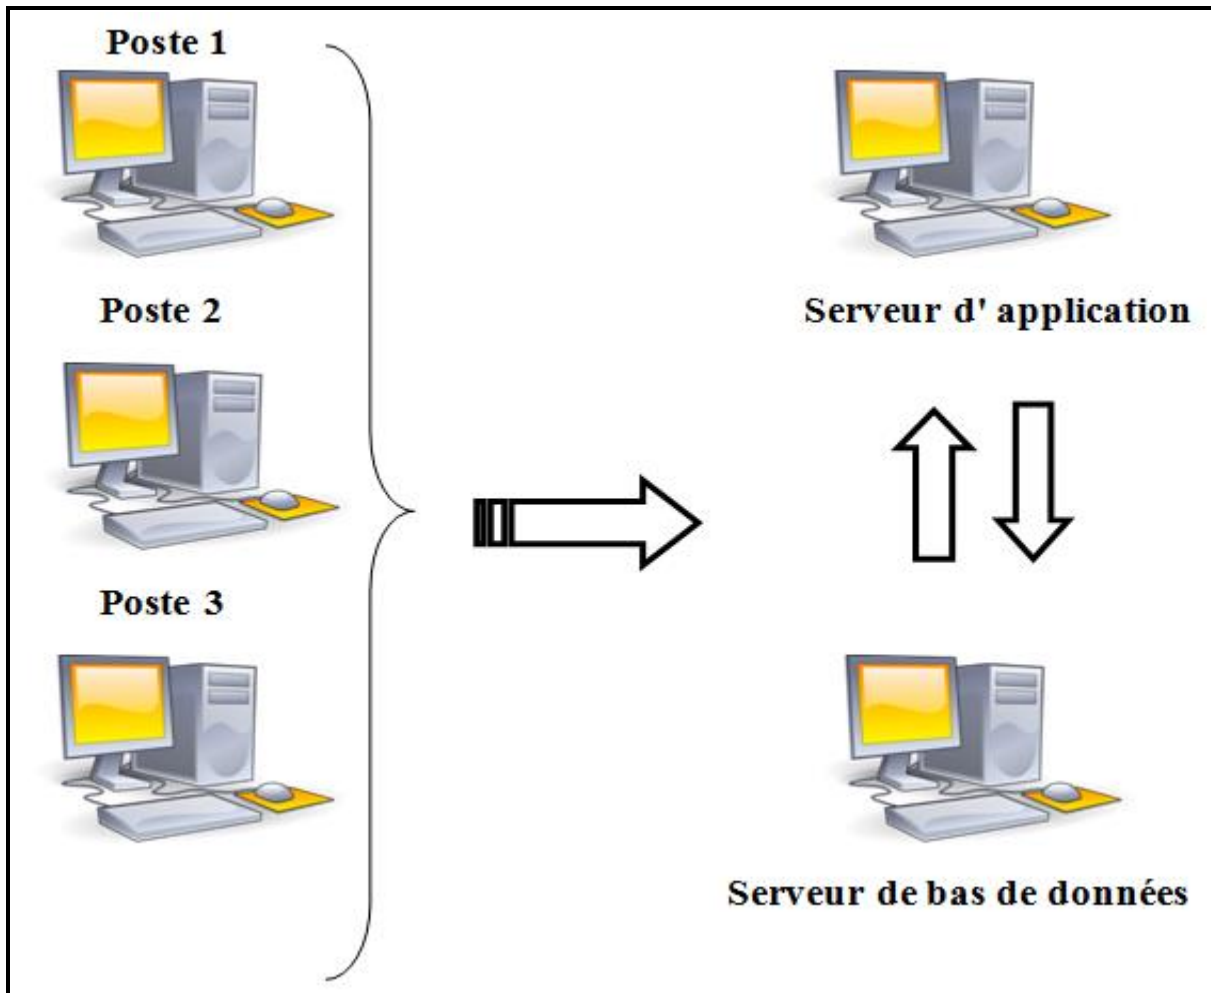 Poste 1
Poste 2
Serveur d' application
Poste 3
Serveur de bas de données